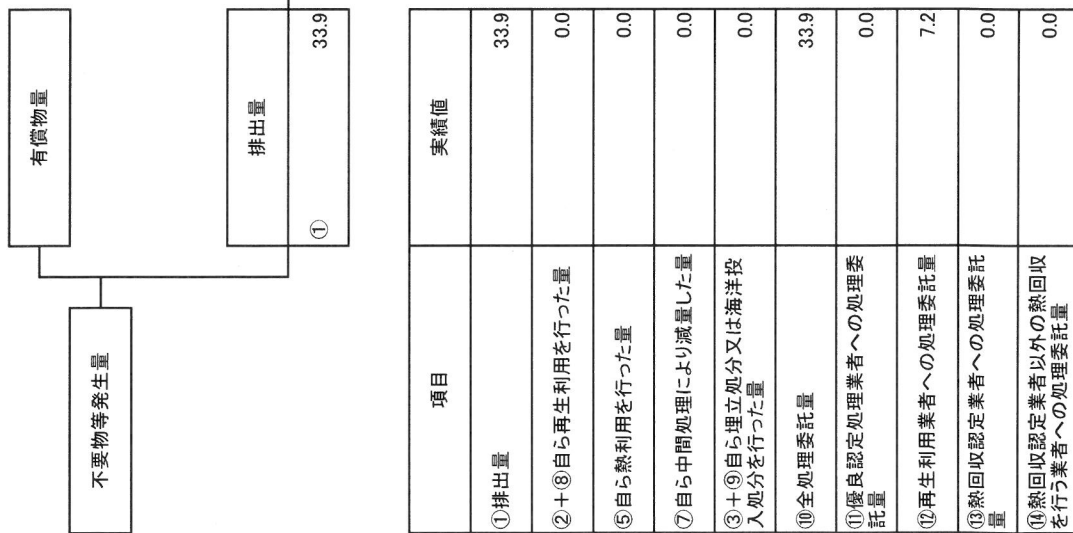 不要物等発生量
有償物量
排出量
①
33.9
項目
実績値
①排出量
33.9
②+⑧自ら再生利用を行った量
0.0
⑤自ら熱利用を行った量
0.0
⑦自ら中間処理により減量した量
0.0
③+⑨自ら埋立処分又は海洋投
入処分を行った量
0.0
⑩全処理委託量
33.9
⑪優良認定処理業者への処理委
託量
0.0
⑫再生利用業者への処理委託量
7.2
⑬熱回収認定業者への処理委託
量
0.0
⑭熱回収認定業者以外の熱回収
を行う業者への処理委託量
0.0